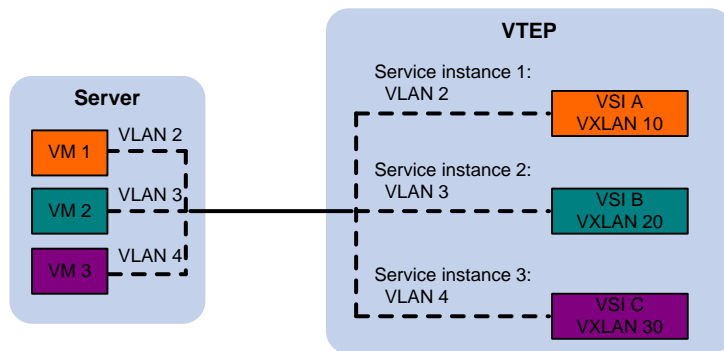 VTEP
Server
VM 1
VLAN 2
VM 2
VLAN 3
VM 3
VLAN 4
Service instance 1:
VLAN 2
VSI A
VXLAN 10
Service instance 2:
VLAN 3
VSI B
VXLAN 20
Service instance 3:
VLAN 4
VSI C
VXLAN 30